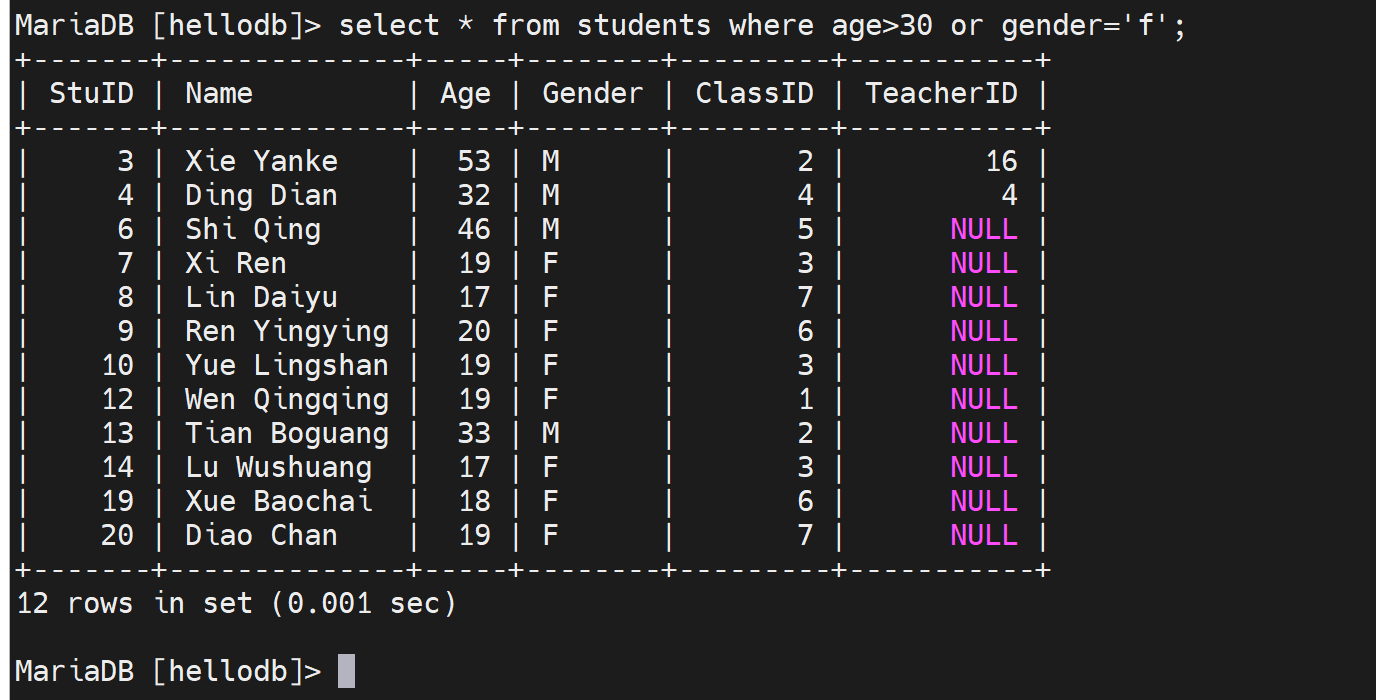 MariaDB [hellodb]> select * from students where age>30 or gender='f';
+-------+--------------+-----+--------+---------+-----------+
| StuID | Name         | Age | Gender | ClassID | TeacherID |
+-------+--------------+-----+--------+---------+-----------+
|     3 | Xie Yanke    |  53 | M      |       2 |        16 |
|     4 | Ding Dian    |  32 | M      |       4 |         4 |
|     6 | Shi Qing     |  46 | M      |       5 |      NULL |
|     7 | Xi Ren       |  19 | F      |       3 |      NULL |
|     8 | Lin Daiyu    |  17 | F      |       7 |      NULL |
|     9 | Ren Yingying |  20 | F      |       6 |      NULL |
|    10 | Yue Lingshan |  19 | F      |       3 |      NULL |
|    12 | Wen Qingqing |  19 | F      |       1 |      NULL |
|    13 | Tian Boguang |  33 | M      |       2 |      NULL |
|    14 | Lu Wushuang  |  17 | F      |       3 |      NULL |
|    19 | Xue Baochai  |  18 | F      |       6 |      NULL |
|    20 | Diao Chan    |  19 | F      |       7 |      NULL |
+-------+--------------+-----+--------+---------+-----------+
12 rows in set (0.001 sec)
MariaDB [hellodb]>